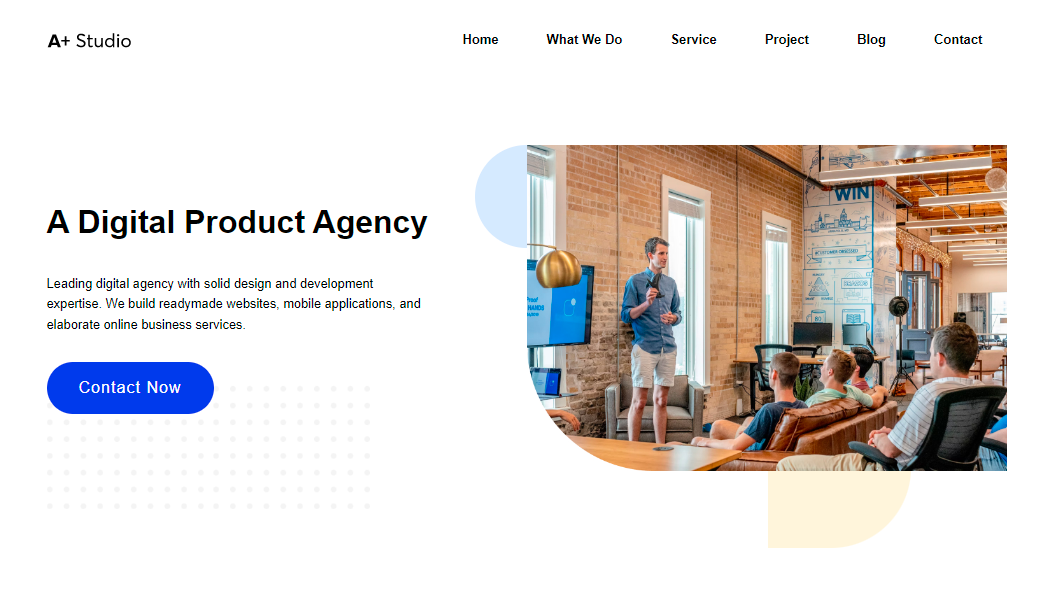 A+ Studio
Home What We Do Service Project Blog Contact
WIN
A Digital Product Agency
Leading digital agency with solid design and development
expertise. We build readymade websites, mobile applications, and
elaborate online business services.
Contact Now